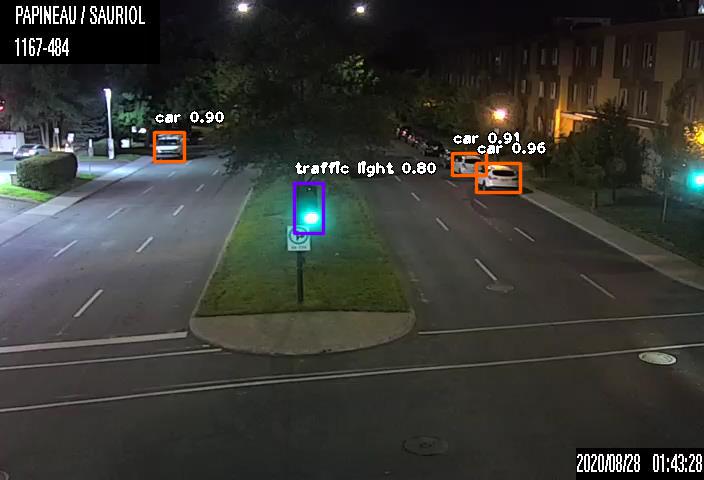 PAPINEAU / SAURIOL
1167-484
car 0.90
car 0.91
car 0.96
traffic light 0.80
2020/08/28 01:43:28